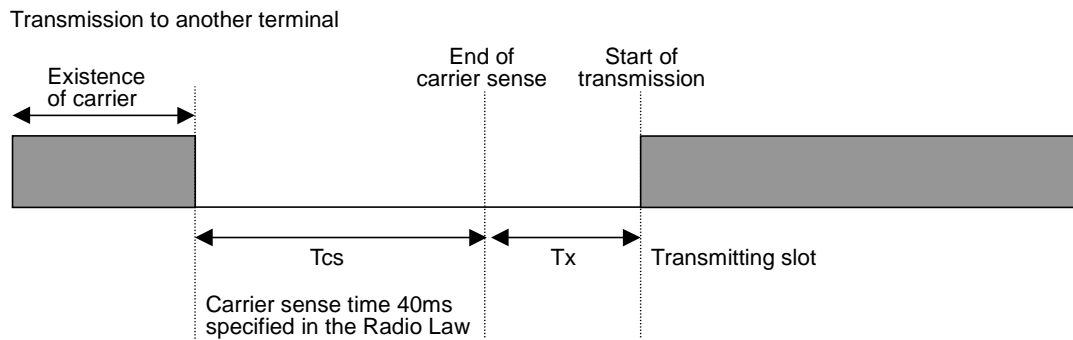 Transmission to another terminal
Existence
of carrier
End of
carrier sense
Start of
transmission
Tcs
Tx
Transmitting slot
Carrier sense time 40ms
specified in the Radio Law